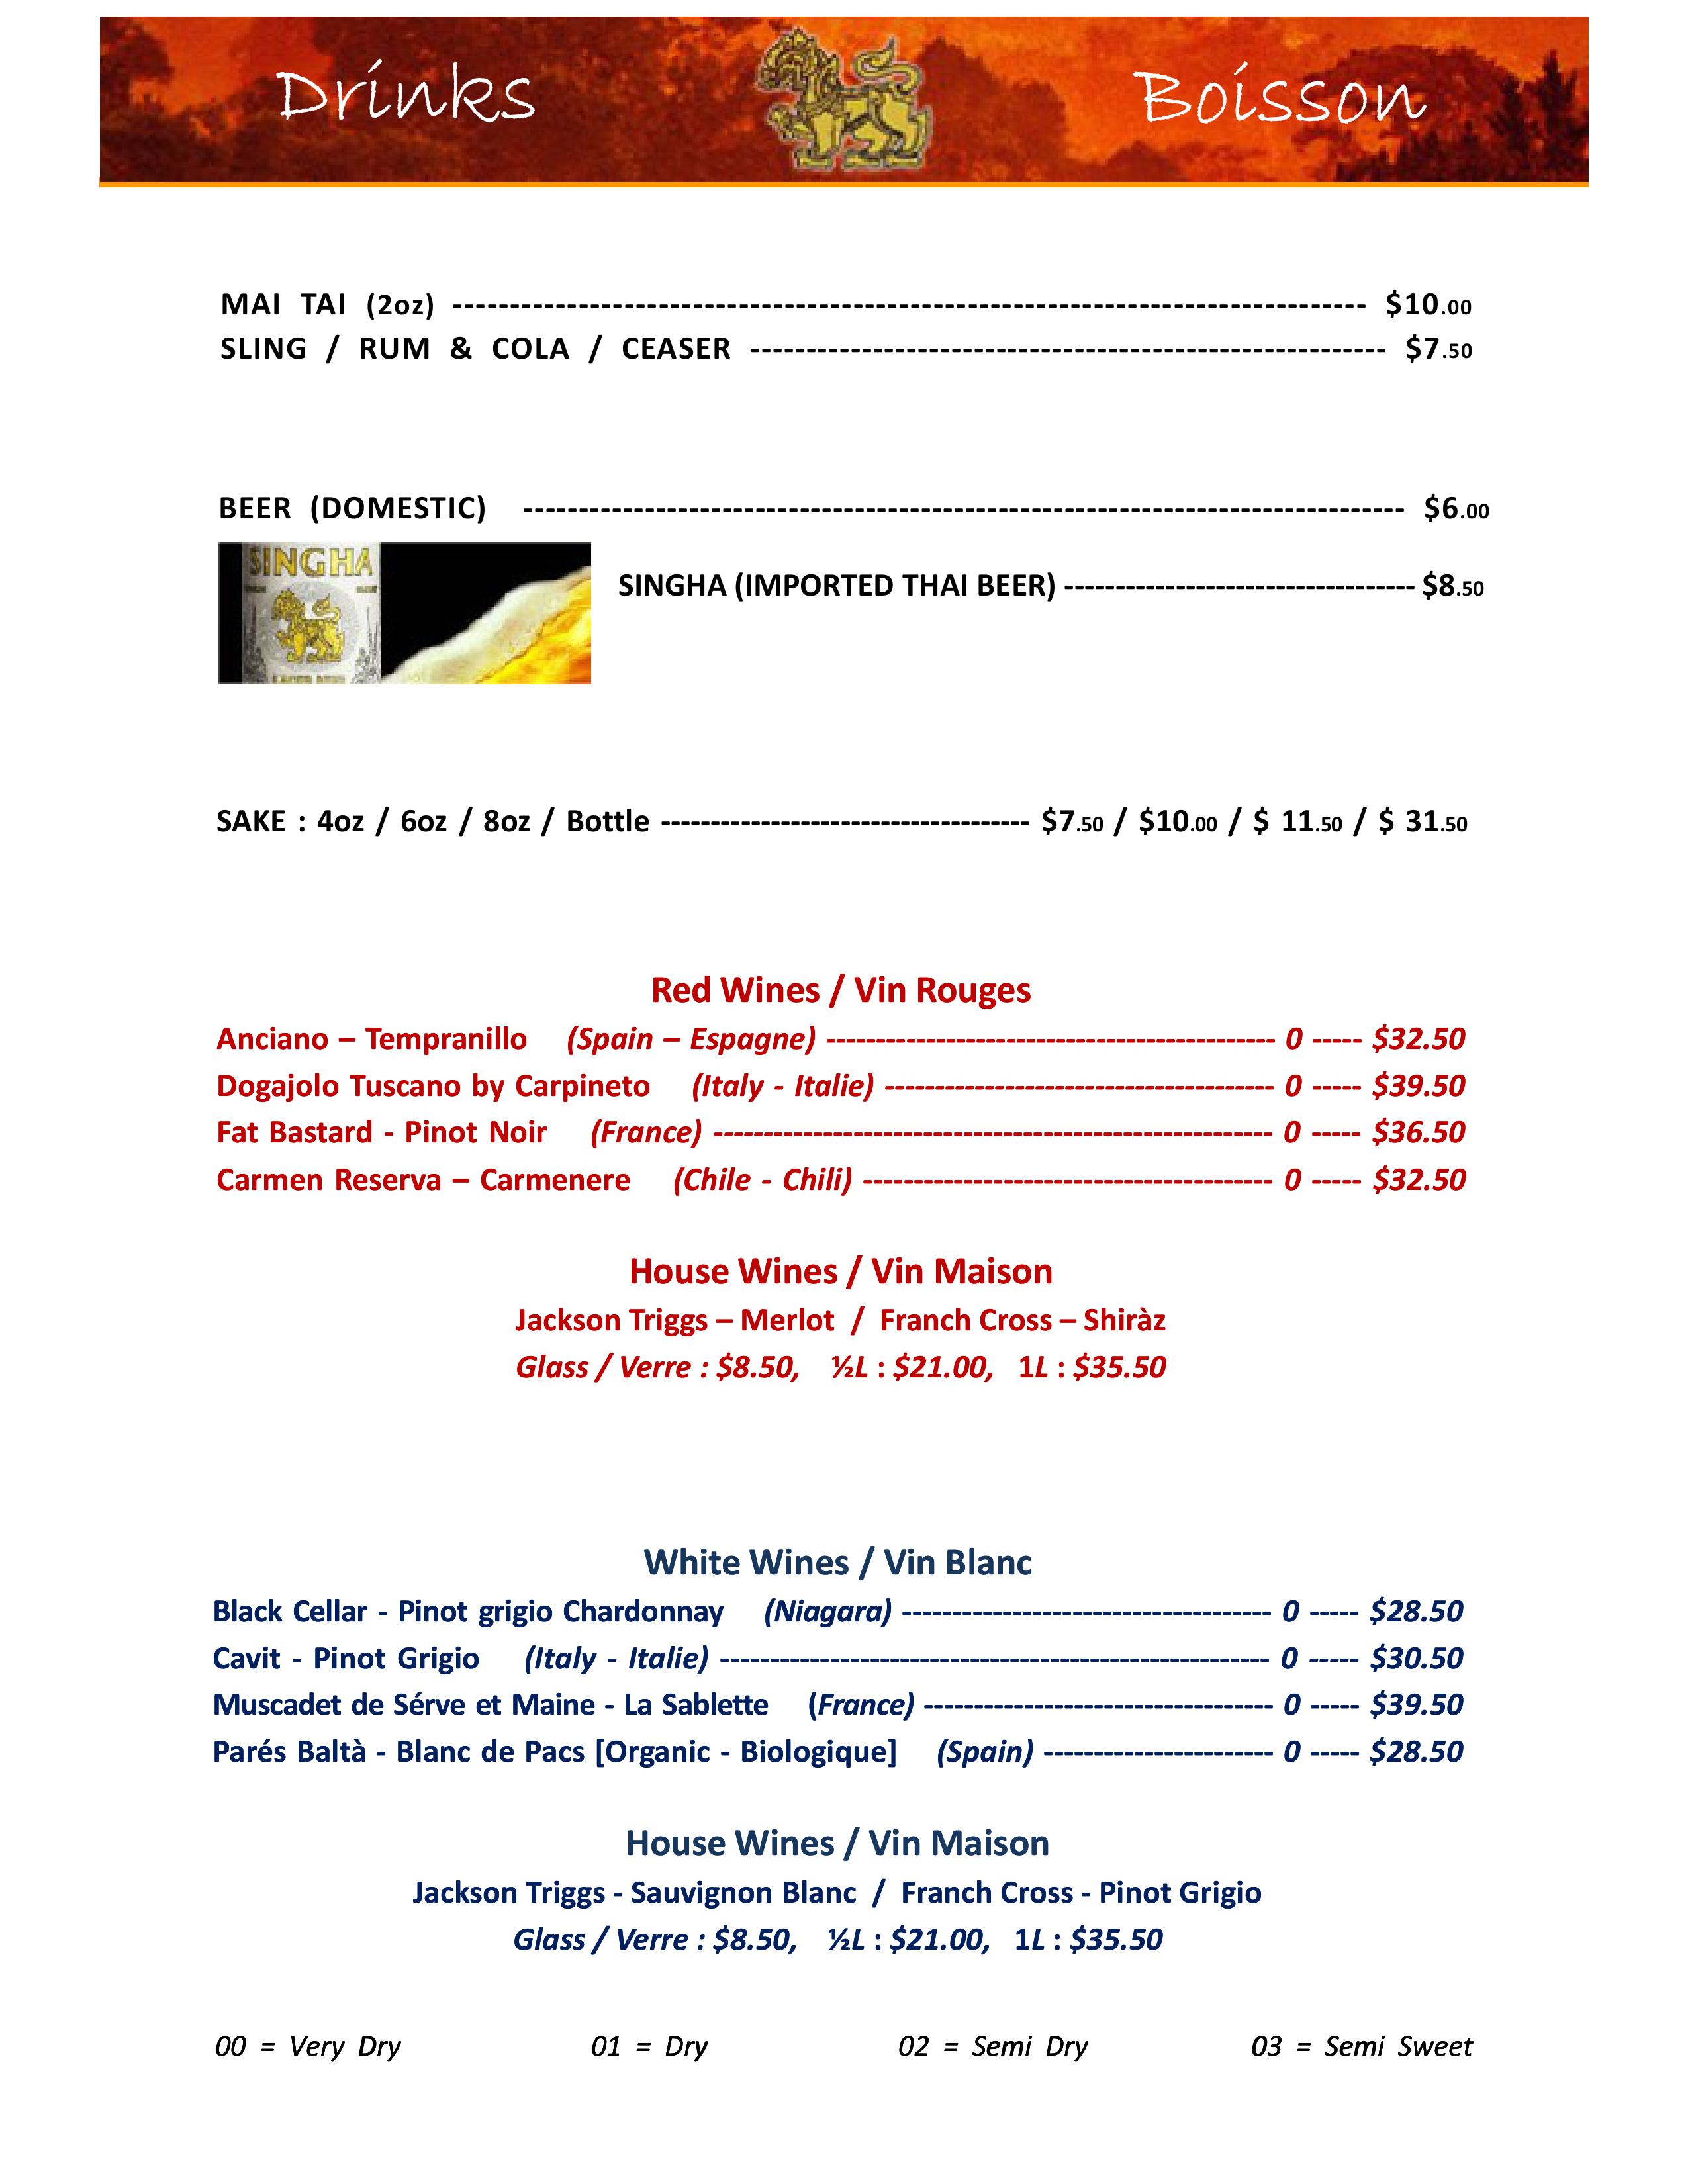 Drinks Boisson
MAI TAI (2oz) -------------------------------------------------------------------------------- $10.00
SLING / RUM & COLA / CEASER -------------------------------------------------------- $7.50
BEER (DOMESTIC) ------------------------------------------------------------------------------ $6.00
SINGHA
LAGER BEER
SINGHA (IMPORTED THAI BEER) ---------------------------------- $8.50
SAKE : 4oz / 6oz / 8oz / Bottle ------------------------------------- $7.50 / $10.00 / $ 11.50 / $ 31.50
Red Wines / Vin Rouges
Anciano – Tempranillo (Spain – Espagne) --------------------------------------------- 0 ----- $32.50
Dogajolo Tuscano by Carpineto (Italy - Italie) --------------------------------------- 0 ----- $39.50
Fat Bastard - Pinot Noir (France) -------------------------------------------------------- 0 ----- $36.50
Carmen Reserva – Carmenere (Chile - Chili) ----------------------------------------- 0 ----- $32.50
House Wines / Vin Maison
Jackson Triggs – Merlot / Franch Cross – Shiràz
Glass / Verre : $8.50, ½L : $21.00, 1L : $35.50
White Wines / Vin Blanc
Black Cellar - Pinot grigio Chardonnay (Niagara) ------------------------------------- 0 ----- $28.50
Cavit - Pinot Grigio (Italy - Italie) ------------------------------------------------------- 0 ----- $30.50
Muscadet de Sérve et Maine - La Sablette (France) ----------------------------------- 0 ----- $39.50
Parés Baltà - Blanc de Pacs [Organic - Biologique] (Spain) ----------------------- 0 ----- $28.50
House Wines / Vin Maison
Jackson Triggs - Sauvignon Blanc / Franch Cross - Pinot Grigio
Glass / Verre : $8.50, ½L : $21.00, 1L : $35.50
00 = Very Dry 01 = Dry 02 = Semi Dry 03 = Semi Sweet